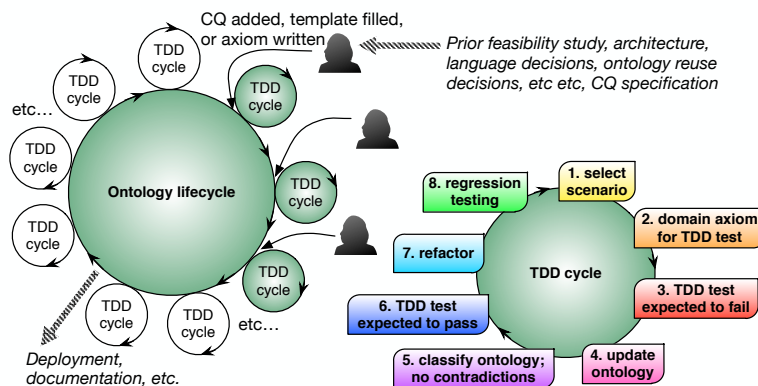 CQ added, template filled,
or axiom written
Prior feasibility study, architecture,
language decisions, ontology reuse
decisions, etc etc, CQ specification
TDD
cycle
TDD
cycle
TDD
cycle
etc…
TDD
cycle
TDD
cycle
TDD
cycle
TDD
cycle
TDD
cycle
TDD
cycle
TDD
cycle
etc…
Ontology lifecycle
Deployment,
documentation, etc.
1. select
scenario
2. domain axiom
for TDD test
3. TDD test
expected to fail
4. update
ontology
5. classify ontology;
no contradictions
6. TDD test
expected to pass
7. refactor
8. regression
testing
TDD cycle